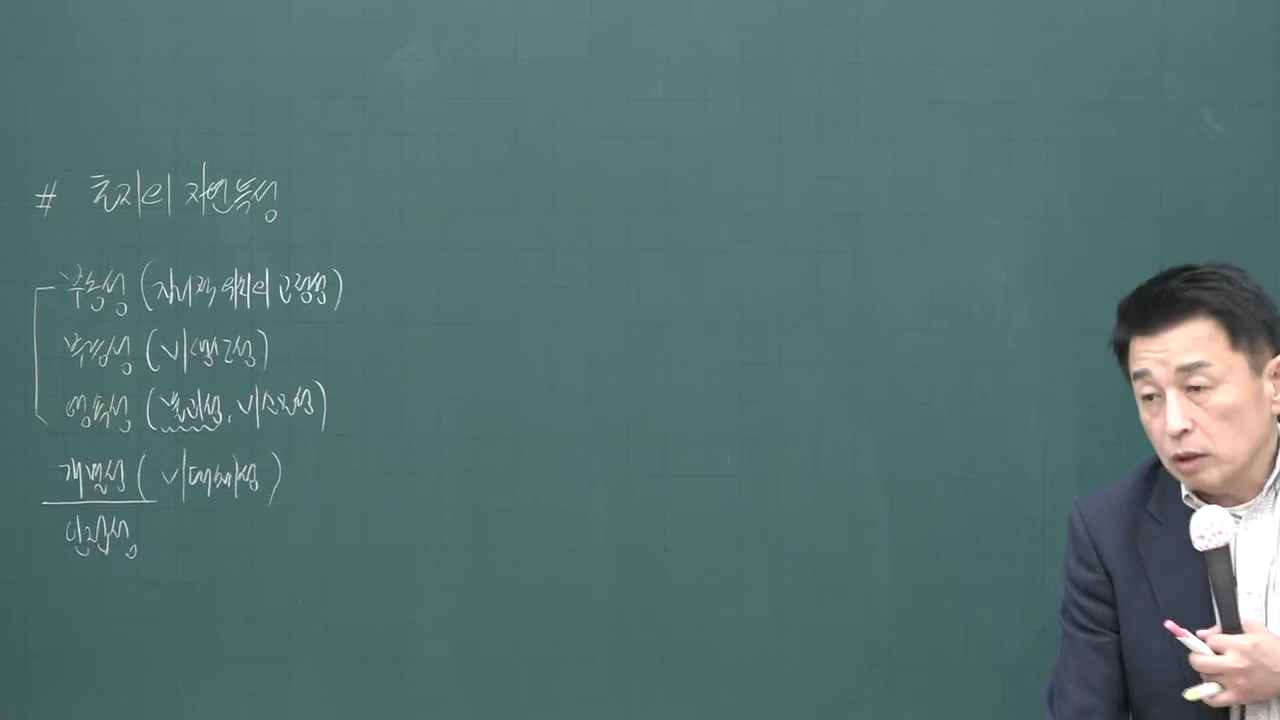 # 토지의 자연특성
부동성 (지리적 위치의 고정성)
부증성 (비생산성)
영속성 (불괴성, 비소모성)
개별성 (비대체성)
인접성